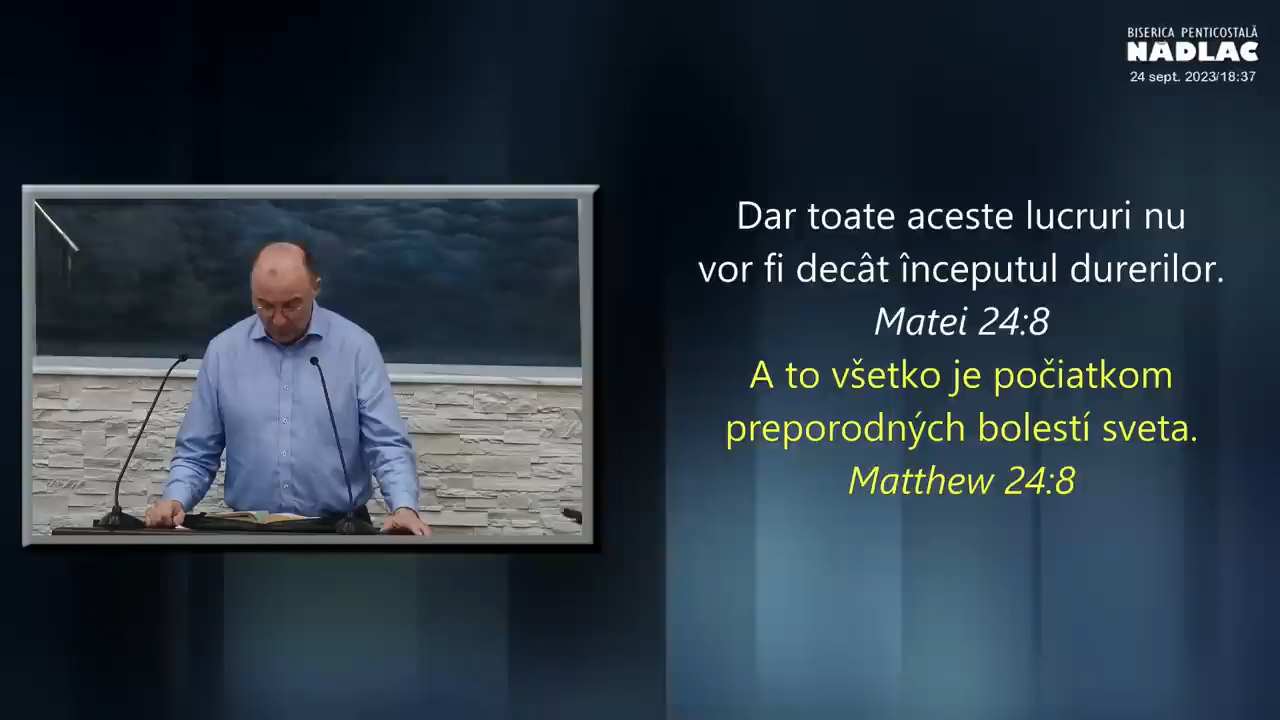 BISERICA PENTICOSTALĂ
NĂDLAC
24 sept. 2023/18:37
Dar toate aceste lucruri nu
vor fi decât începutul durerilor.
Matei 24:8
A to všetko je počiatkom
preporodných bolestí sveta.
Matthew 24:8